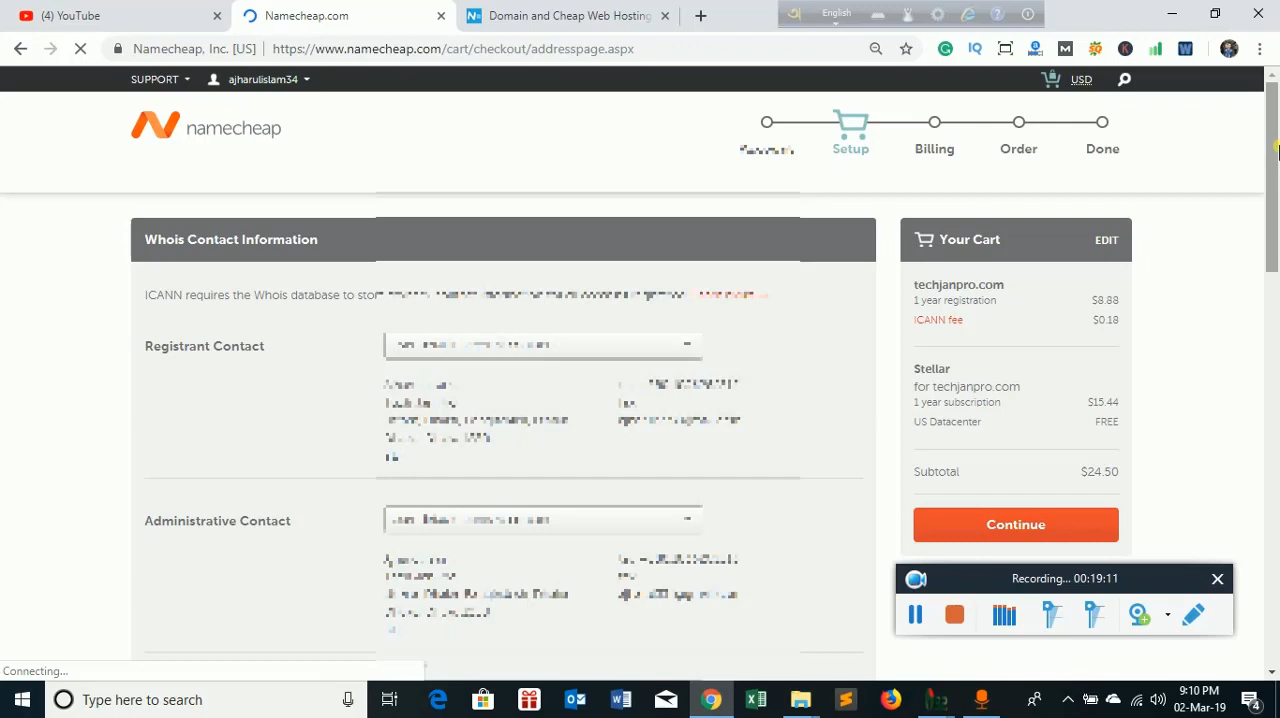 (4) YouTube
Namecheap.com
Domain and Cheap Web Hosting
English
Namecheap, Inc. [US] | https://www.namecheap.com/cart/checkout/addresspage.aspx
SUPPORT
ajharulislam34
USD
namecheap
Setup
Billing
Order
Done
Whois Contact Information
Your Cart
EDIT
ICANN requires the Whois database to
techjanpro.com
1 year registration $8.88
ICANN fee $0.18
Registrant Contact
Stellar
for techjanpro.com
1 year subscription $15.44
US Datacenter FREE
Subtotal $24.50
Continue
Administrative Contact
Recording... 00:19:11
Connecting...
Type here to search
9:10 PM
02-Mar-19
4